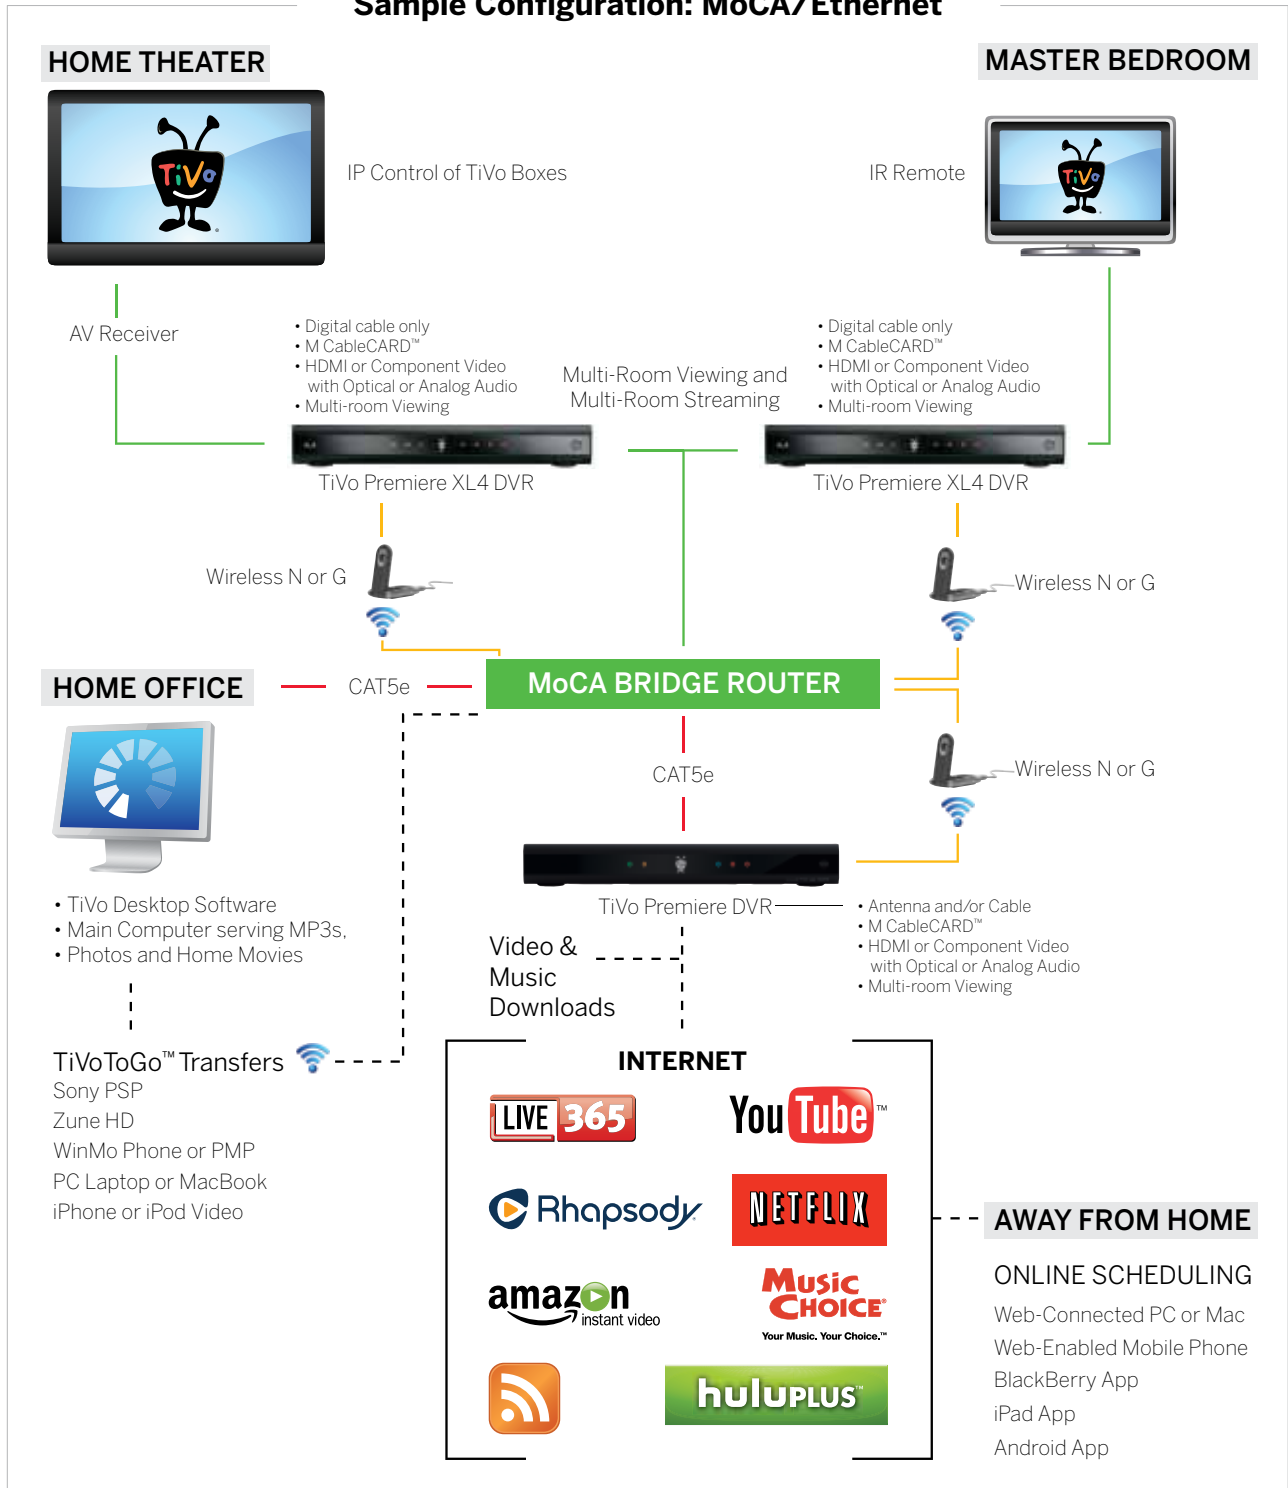 Sample Configuration: MoCA/Ethernet
HOME THEATER
MASTER BEDROOM
TiVo
IP Control of TiVo Boxes
IR Remote
TiVo
AV Receiver
• Digital cable only
• M CableCARD™
• HDMI or Component Video
with Optical or Analog Audio
• Multi-room Viewing
Multi-Room Viewing and
Multi-Room Streaming
• Digital cable only
• M CableCARD™
• HDMI or Component Video
with Optical or Analog Audio
• Multi-room Viewing
TiVo Premiere XL4 DVR
TiVo Premiere XL4 DVR
Wireless N or G
Wireless N or G
HOME OFFICE
CAT5e
MoCA BRIDGE ROUTER
CAT5e
Wireless N or G
• TiVo Desktop Software
• Main Computer serving MP3s,
• Photos and Home Movies
TiVo Premiere DVR
• Antenna and/or Cable
• M CableCARD™
• HDMI or Component Video
with Optical or Analog Audio
• Multi-room Viewing
Video &
Music
Downloads
TiVoToGo™ Transfers
Sony PSP
Zune HD
WinMo Phone or PMP
PC Laptop or MacBook
iPhone or iPod Video
INTERNET
LIVE 365
YouTube™
Rhapsody
NETFLIX
amazon
instant video
MUSIC
CHOICE®
Your Music. Your Choice.™
huluPLUS™
AWAY FROM HOME
ONLINE SCHEDULING
Web-Connected PC or Mac
Web-Enabled Mobile Phone
BlackBerry App
iPad App
Android App